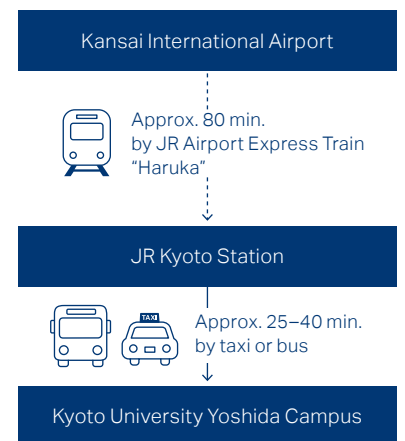 Kansai International Airport
Approx. 80 min.
by JR Airport Express Train
“Haruka“
JR Kyoto Station
TAXI
Approx. 25–40 min.
by taxi or bus
Kyoto University Yoshida Campus